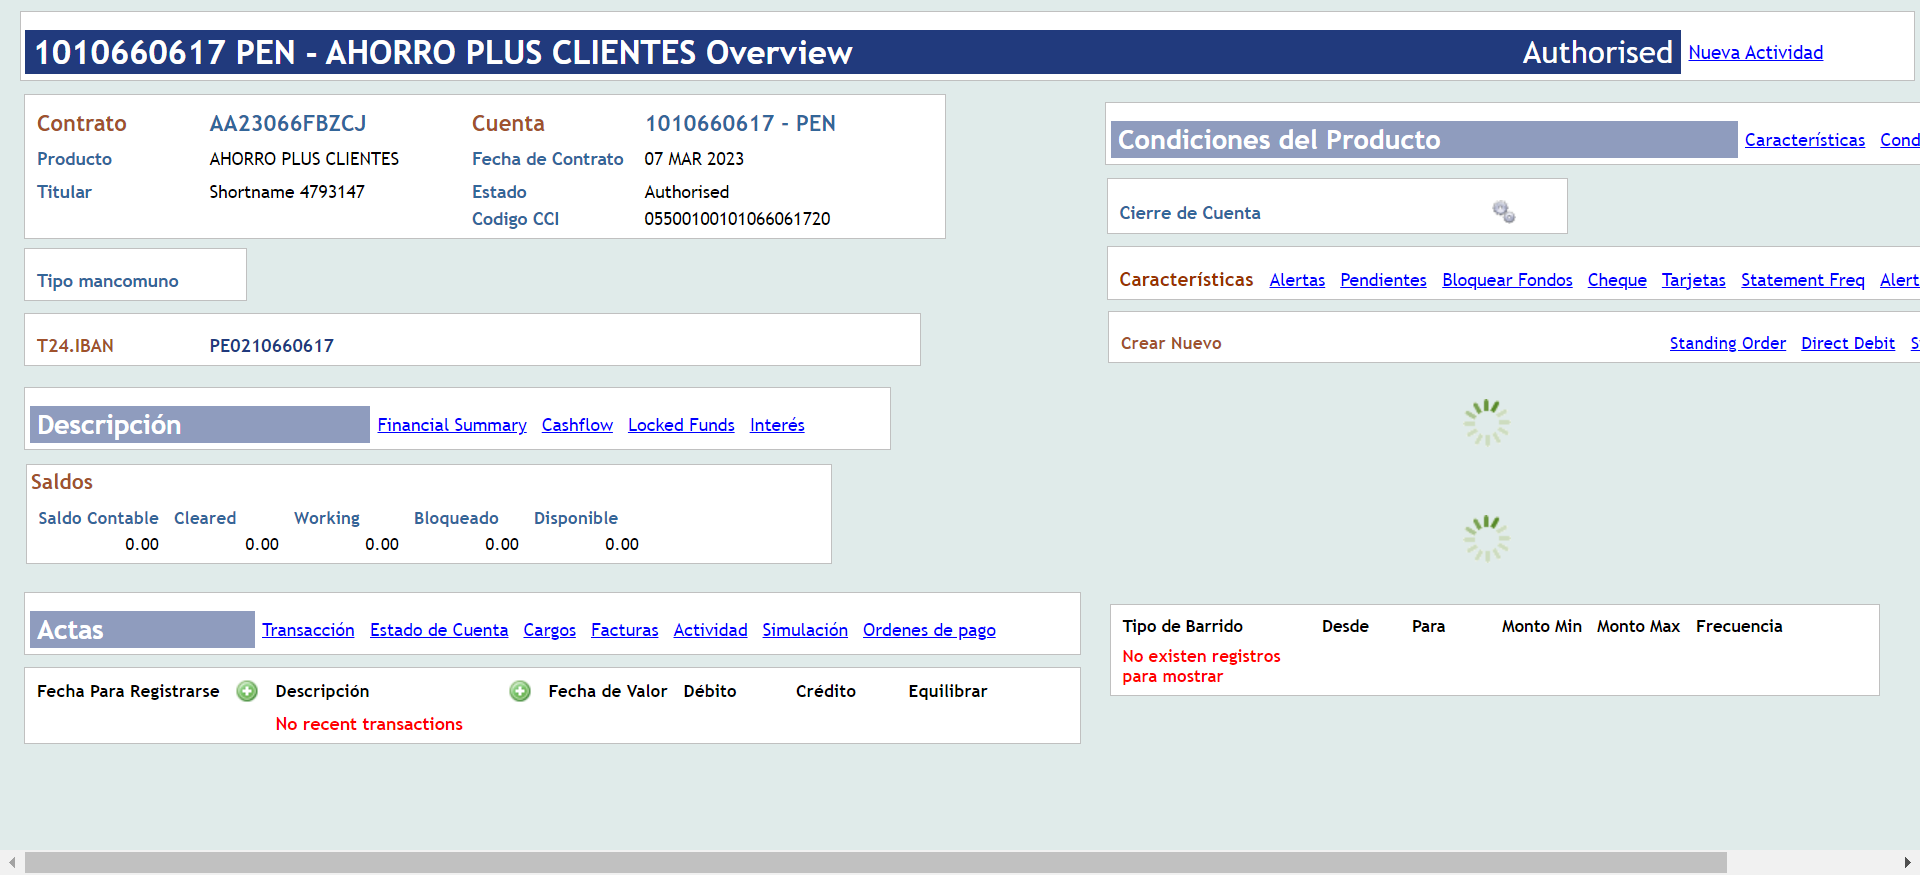 1010660617 PEN - AHORRO PLUS CLIENTES Overview Authorised Nueva Actividad
Contrato AA23066FBZCJ Cuenta 1010660617 - PEN
Producto AHORRO PLUS CLIENTES Fecha de Contrato 07 MAR 2023
Titular Shortname 4793147 Estado Authorised
Codigo CCI 05500100101066061720
Tipo mancomuno
T24.IBAN PE0210660617
Descripción Financial Summary Cashflow Locked Funds Interés
Saldos
Saldo Contable Cleared Working Bloqueado Disponible
0.00 0.00 0.00 0.00 0.00
Actas Transacción Estado de Cuenta Cargos Facturas Actividad Simulación Ordenes de pago
Fecha Para Registrarse Descripción Fecha de Valor Débito Crédito Equilibrar
No recent transactions
Condiciones del Producto Características Cond
Cierre de Cuenta
Características Alertas Pendientes Bloquear Fondos Cheque Tarjetas Statement Freq Alert
Crear Nuevo Standing Order Direct Debit S
Tipo de Barrido Desde Para Monto Min Monto Max Frecuencia
No existen registros
para mostrar